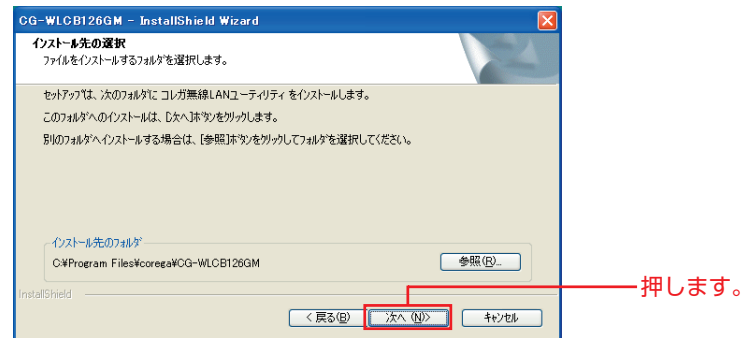 CG-WLCB126GM - InstallShield Wizard
インストール先の選択
ファイルをインストールするフォルダを選択します。
セットアップは、次のフォルダに コレガ無線LANユーティリティ をインストールします。
このフォルダへのインストールは、[次へ]ボタンをクリックします。
別のフォルダへインストールする場合は、[参照]ボタンをクリックしてフォルダを選択してください。
インストール先のフォルダ
C:¥Program Files¥corega¥CG-WLCB126GM
参照(R)...
InstallShield
押します。
< 戻る(B)
次へ (N)>
キャンセル